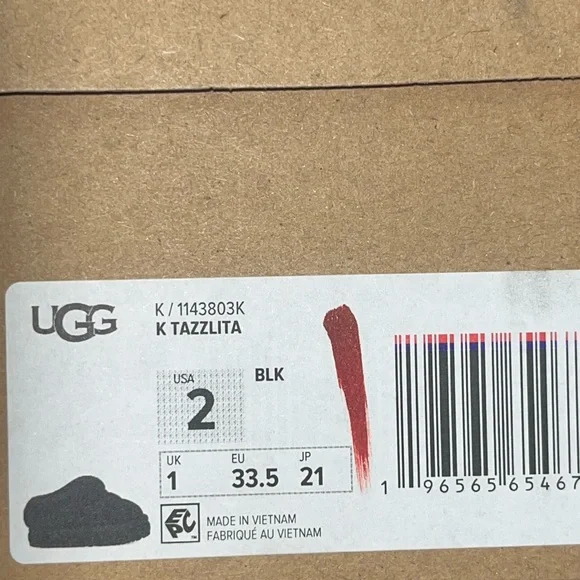 UGG
K / 1143803K
K TAZZLITA
USA
2
BLK
UK EU JP
1 33.5 21
EPC™
MADE IN VIETNAM
FABRIQUÉ AU VIETNAM
1 96565 65467